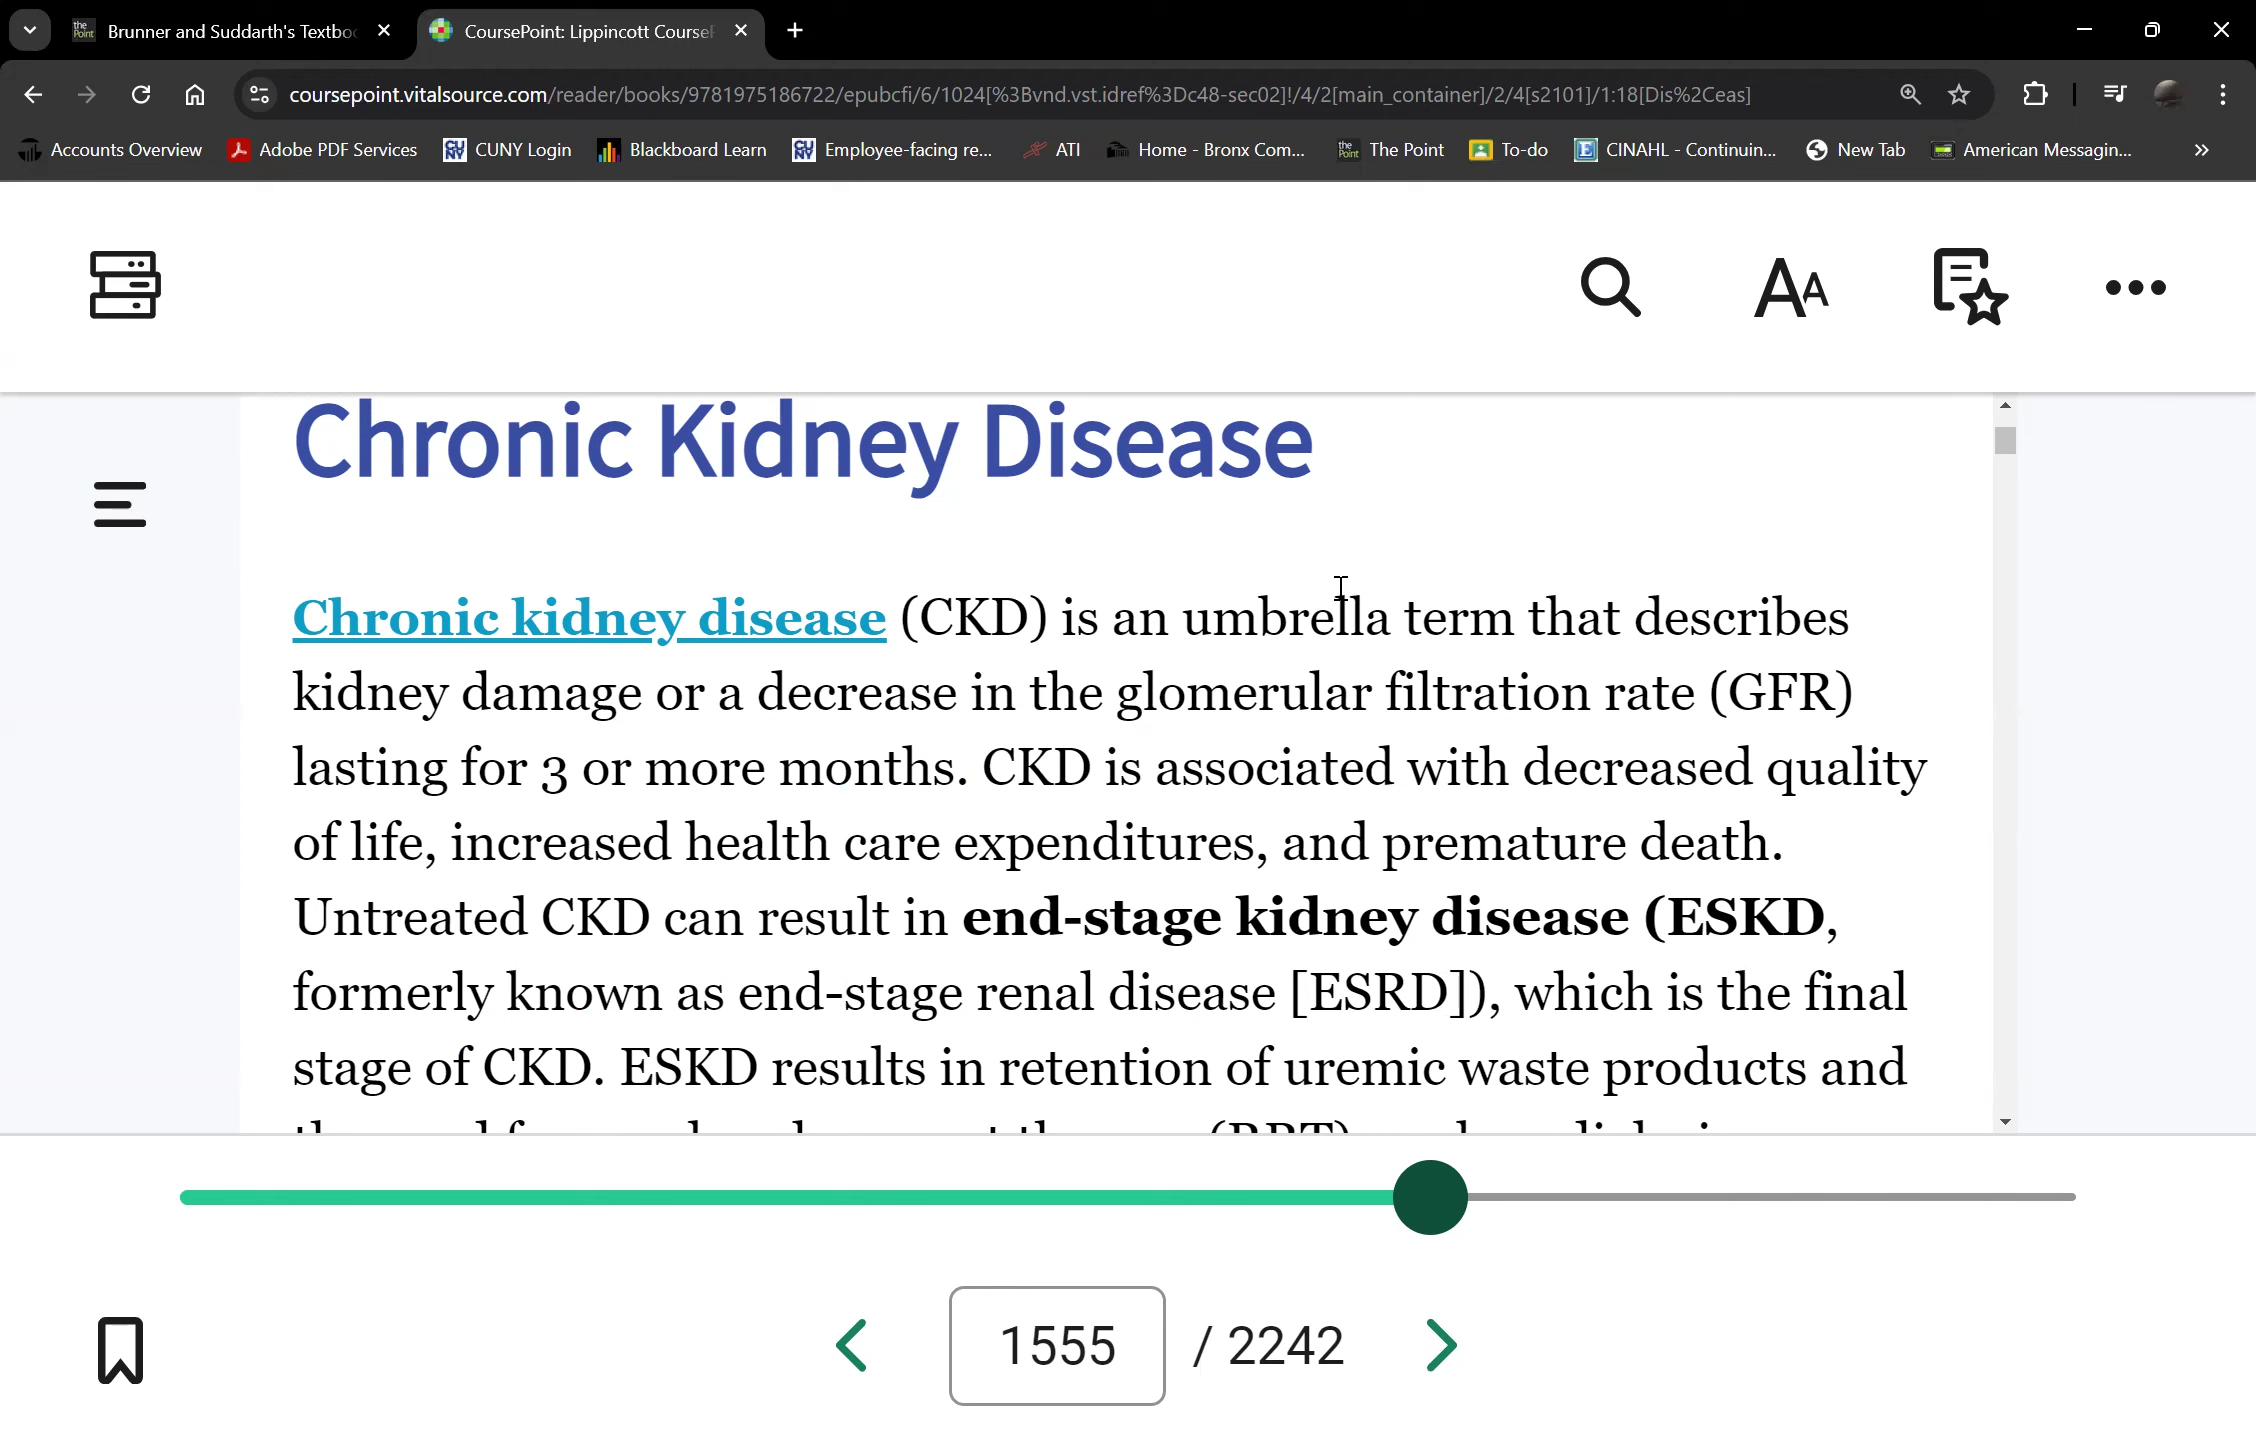 Brunner and Suddarth's Textbo
CoursePoint: Lippincott CourseP
coursepoint.vitalsource.com/reader/books/9781975186722/epubcfi/6/1024[%3Bvnd.vst.idref%3Dc48-sec02]!/4/2[main_container]/2/4[s2101]/1:18[Dis%2Ceas]
Accounts Overview
Adobe PDF Services
CUNY Login
Blackboard Learn
Employee-facing re...
ATI
Home - Bronx Com...
The Point
To-do
CINAHL - Continuin...
New Tab
American Messagin...
Chronic Kidney Disease
Chronic kidney disease (CKD) is an umbrella term that describes
kidney damage or a decrease in the glomerular filtration rate (GFR)
lasting for 3 or more months. CKD is associated with decreased quality
of life, increased health care expenditures, and premature death.
Untreated CKD can result in end-stage kidney disease (ESKD,
formerly known as end-stage renal disease [ESRD]), which is the final
stage of CKD. ESKD results in retention of uremic waste products and
1555 / 2242